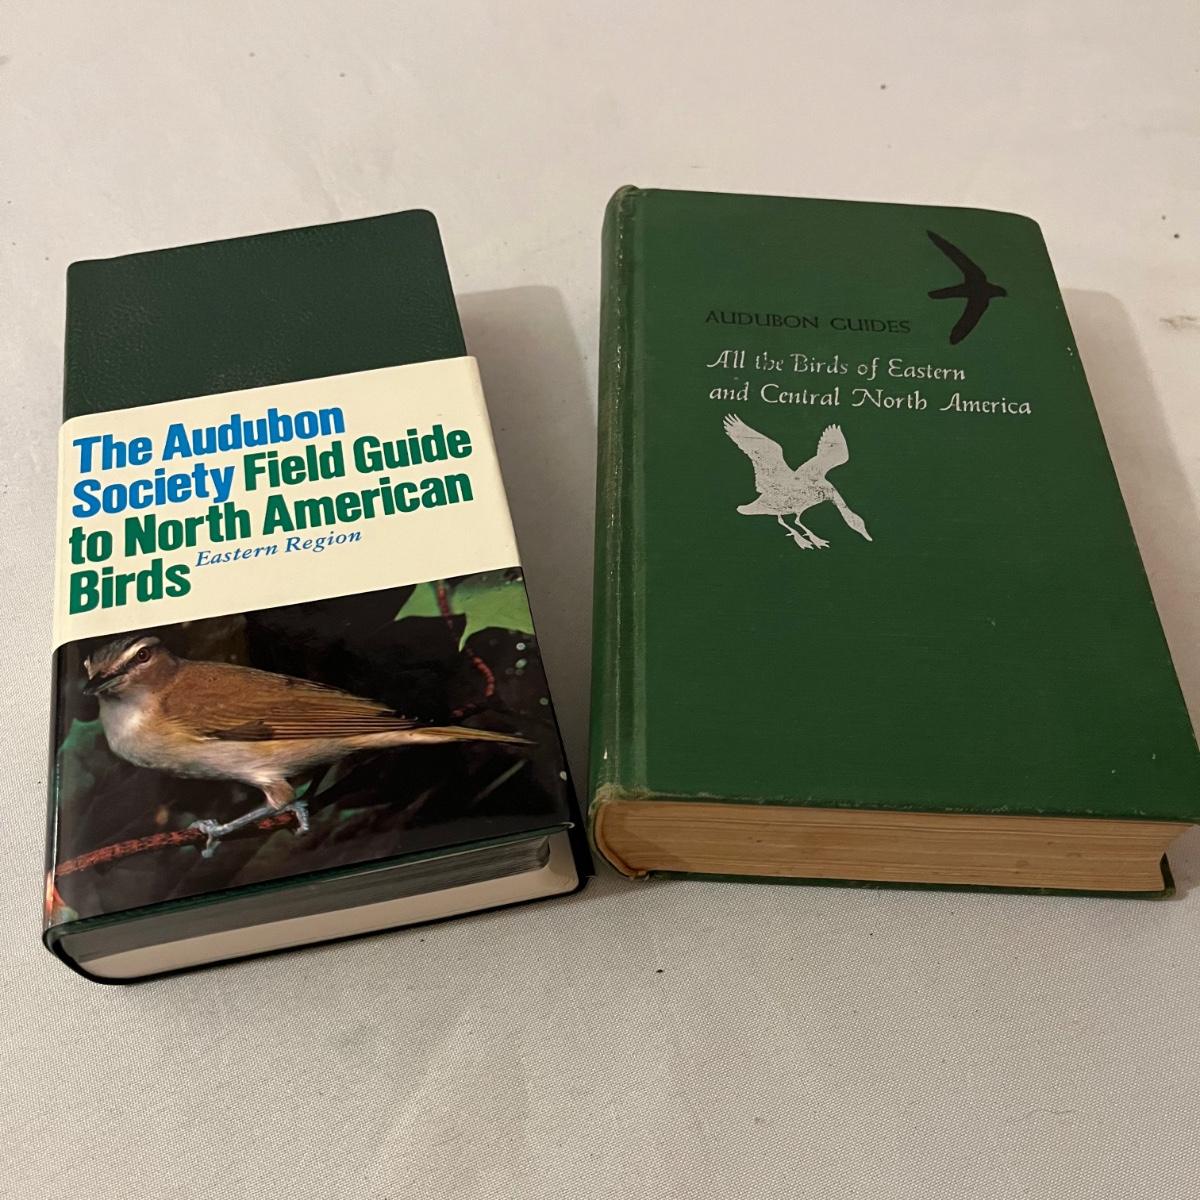 The Audubon
Society Field Guide
to North American
Birds Eastern Region
AUDUBON GUIDES
All the Birds of Eastern
and Central North America